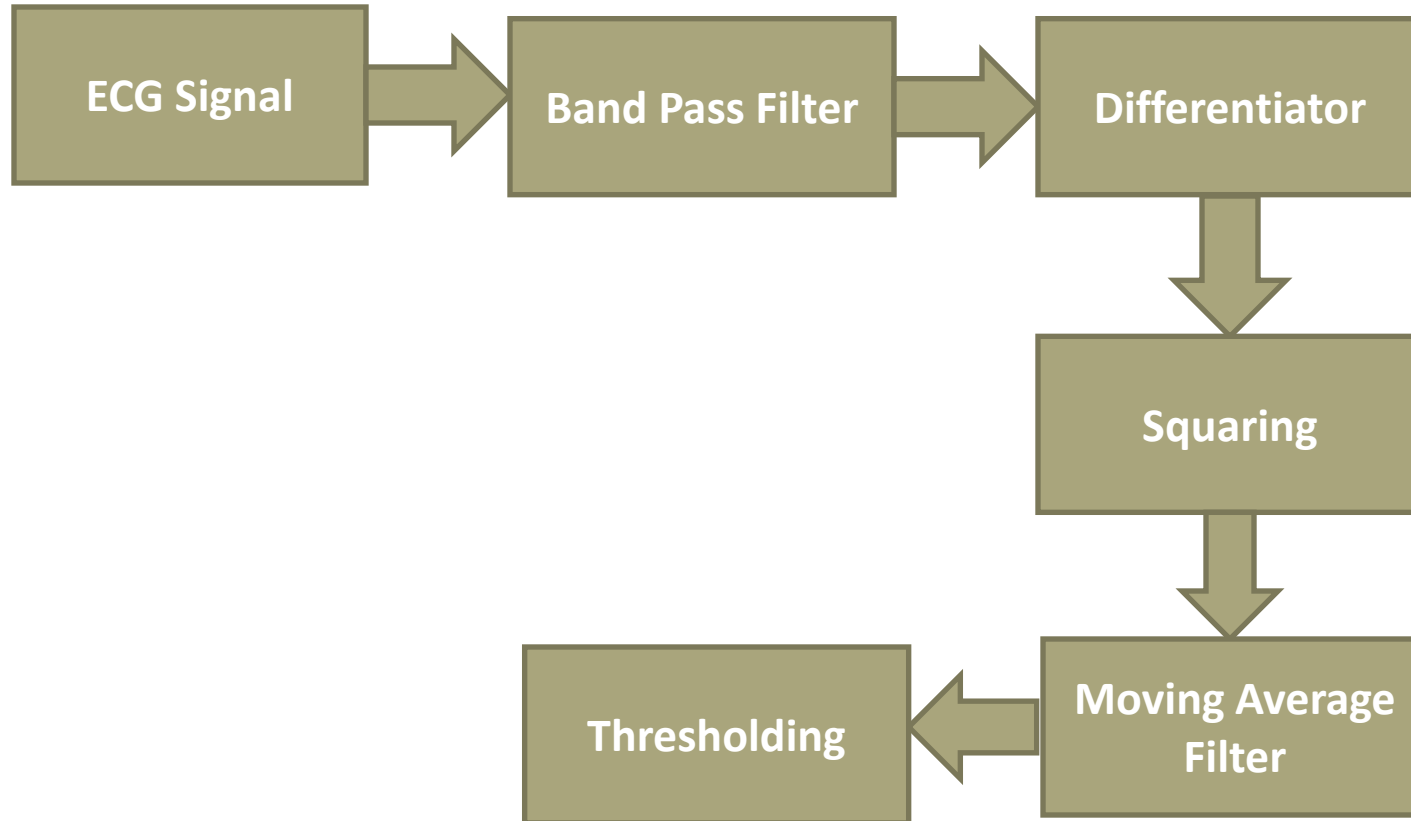 ECG Signal
Band Pass Filter
Differentiator
Squaring
Moving Average
Filter
Thresholding